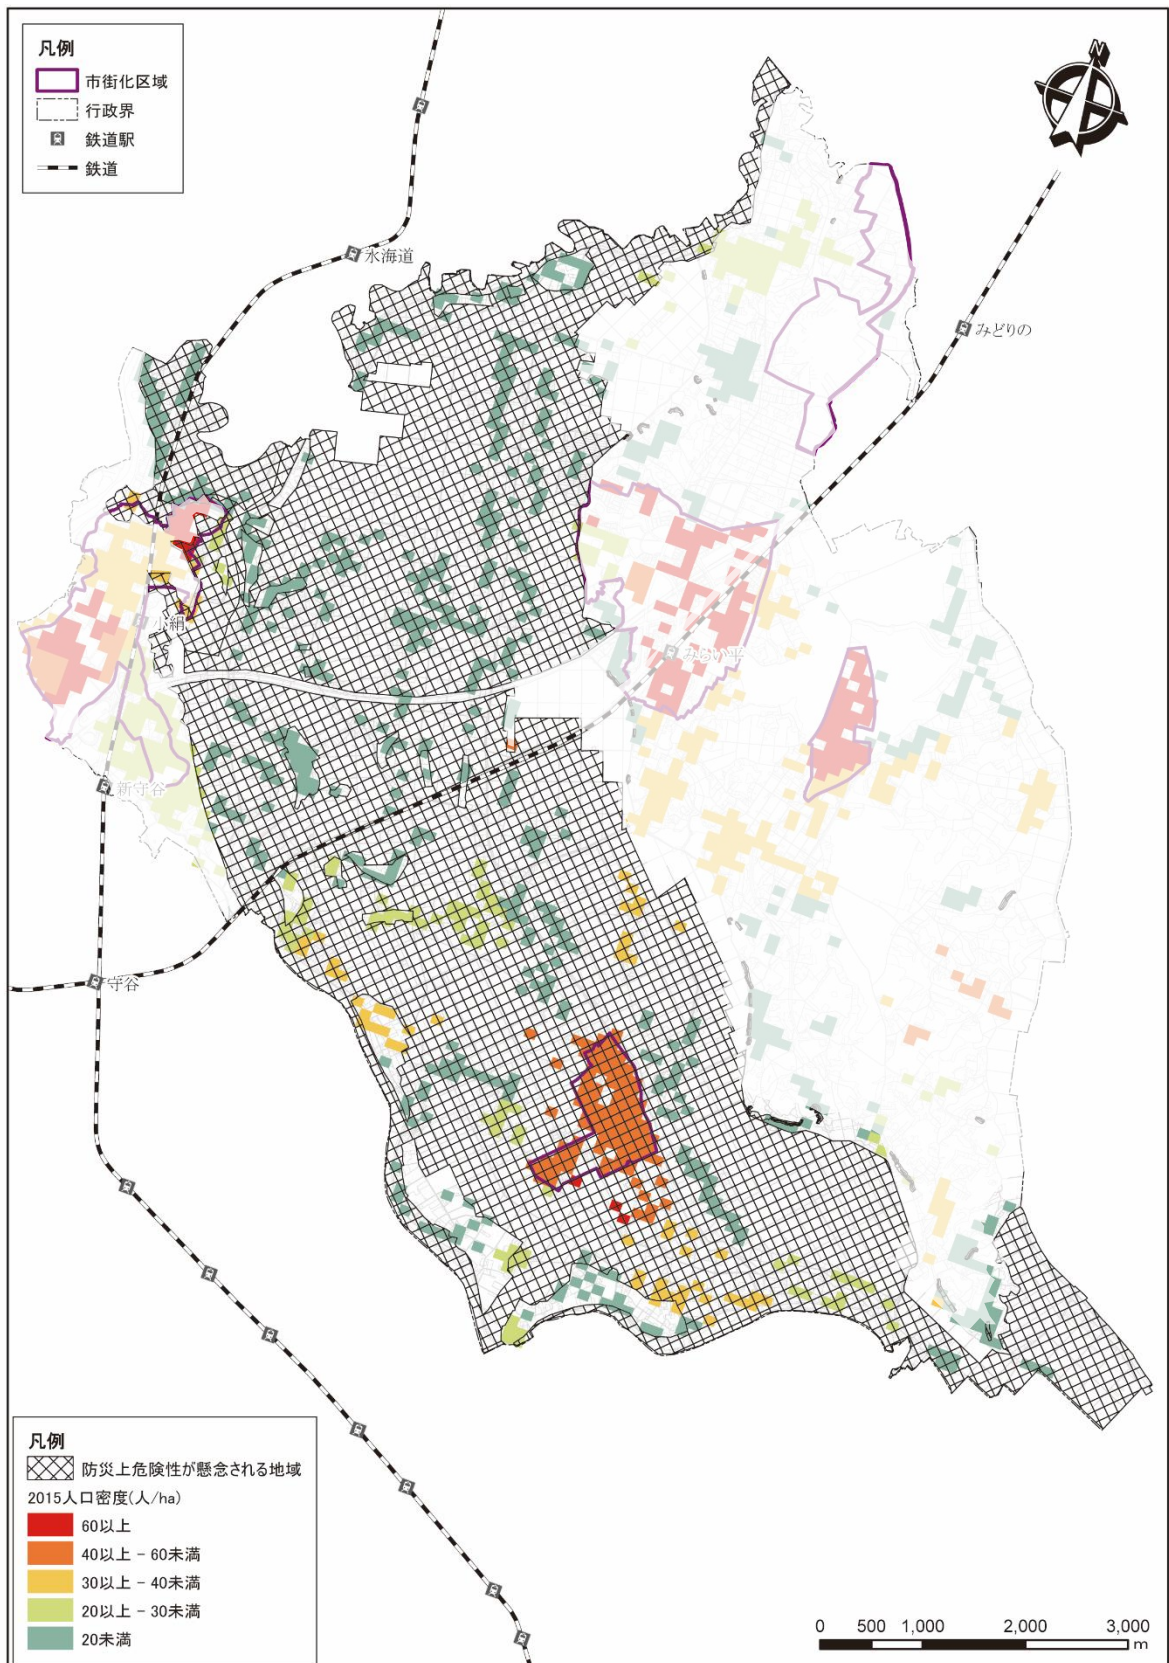 凡例
市街化区域
行政界
鉄道駅
鉄道
N
水海道
みどりの
小絹
みらい平
新守谷
守谷
凡例
防災上危険性が懸念される地域
2015人口密度(人/ha)
60以上
40以上 - 60未満
30以上 - 40未満
20以上 - 30未満
20未満
0 500 1,000 2,000 3,000
m